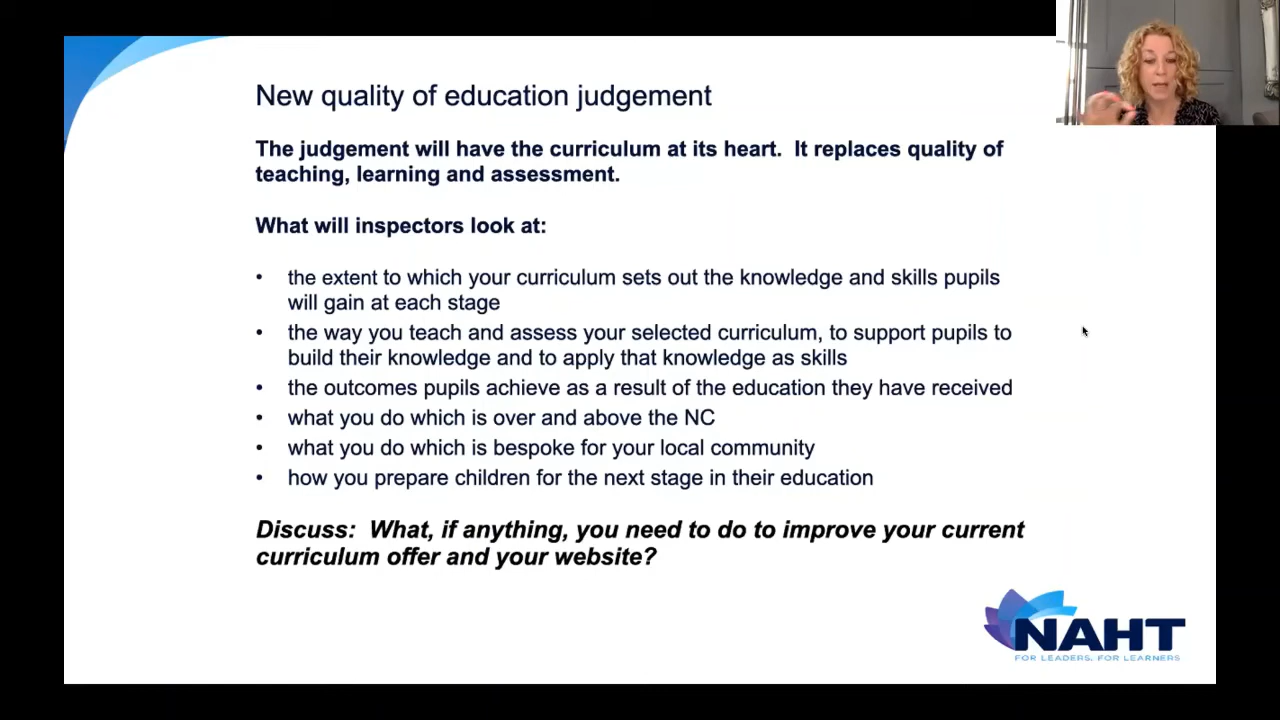 New quality of education judgement
The judgement will have the curriculum at its heart.  It replaces quality of
teaching, learning and assessment.
What will inspectors look at:
• the extent to which your curriculum sets out the knowledge and skills pupils
will gain at each stage
• the way you teach and assess your selected curriculum, to support pupils to
build their knowledge and to apply that knowledge as skills
• the outcomes pupils achieve as a result of the education they have received
• what you do which is over and above the NC
• what you do which is bespoke for your local community
• how you prepare children for the next stage in their education
Discuss:  What, if anything, you need to do to improve your current
curriculum offer and your website?
NAHT
FOR LEADERS, FOR LEARNERS